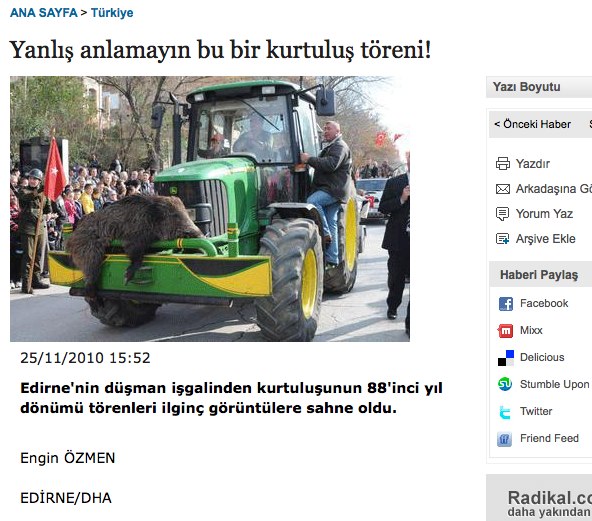 ANA SAYFA > Türkiye
Yanlış anlamayın bu bir kurtuluş töreni!
25/11/2010 15:52
Edirne'nin düşman işgalinden kurtuluşunun 88'inci yıl
dönümü törenleri ilginç görüntülere sahne oldu.
Engin ÖZMEN
EDİRNE/DHA
Yazı Boyutu
< Önceki Haber
Yazdır
Arkadaşına Gö
Yorum Yaz
Arşive Ekle
Haberi Paylaş
Facebook
Mixx
Delicious
Stumble Upon
Twitter
Friend Feed
Radikal.co
daha yakından